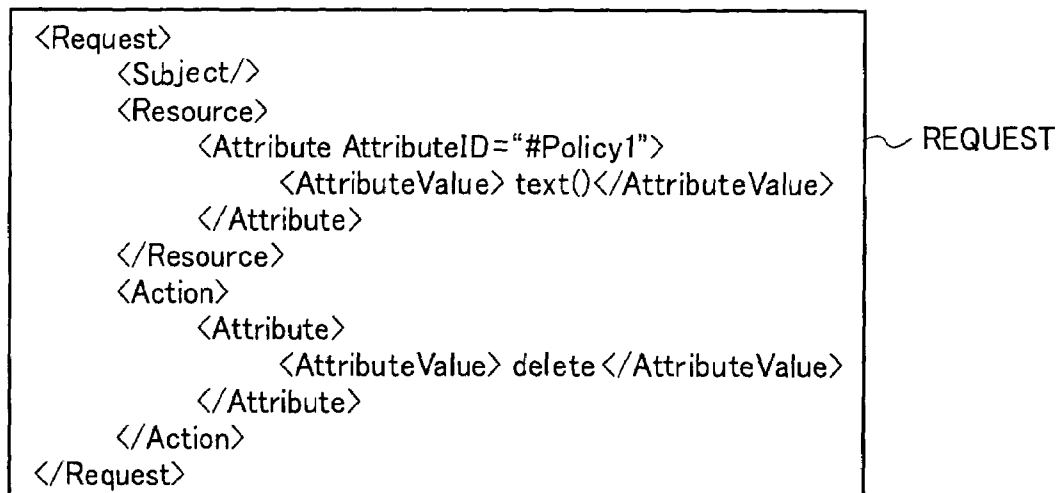 <Request>
<Subject/>
<Resource>
<Attribute AttributeID="#Policy1">
<AttributeValue> text()</AttributeValue>
</Attribute>
</Resource>
<Action>
<Attribute>
<AttributeValue> delete </AttributeValue>
</Attribute>
</Action>
</Request>
REQUEST